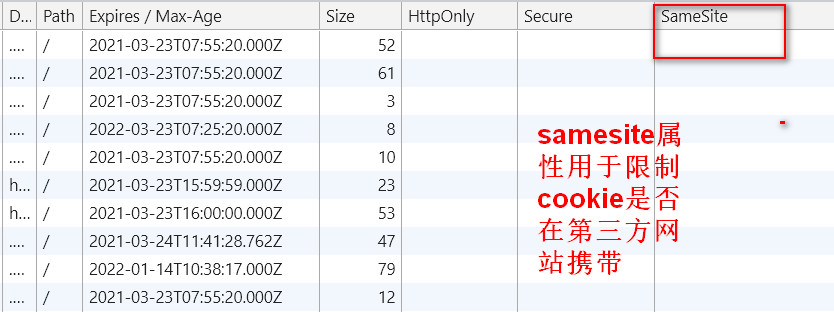 D... Path Expires / Max-Age Size HttpOnly Secure SameSite
.... / 2021-03-23T07:55:20.000Z 52
.... / 2021-03-23T07:55:20.000Z 61
.... / 2021-03-23T07:55:20.000Z 3
.... / 2022-03-23T07:25:20.000Z 8
.... / 2021-03-23T07:55:20.000Z 10
h... / 2021-03-23T15:59:59.000Z 23
h... / 2021-03-23T16:00:00.000Z 53
.... / 2021-03-24T11:41:28.762Z 47
.... / 2022-01-14T10:38:17.000Z 79
.... / 2021-03-23T07:55:20.000Z 12
samesite属
性用于限制
cookie是否
在第三方网
站携带